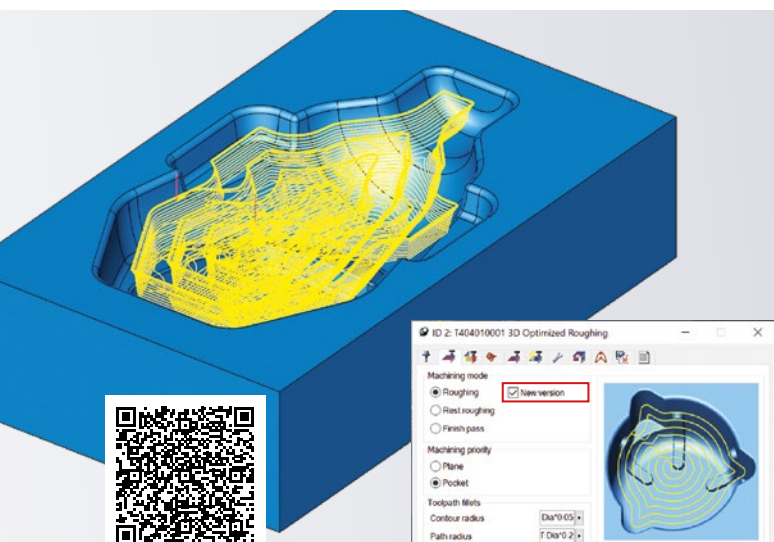 ID 2: T404010001 3D Optimized Roughing
Machining mode
Roughing
New version
Rest roughing
Finish pass
Machining priority
Plane
Pocket
Toolpath fillets
Contour radius
Dia*0.05
Path radius
T:Dia*0.2